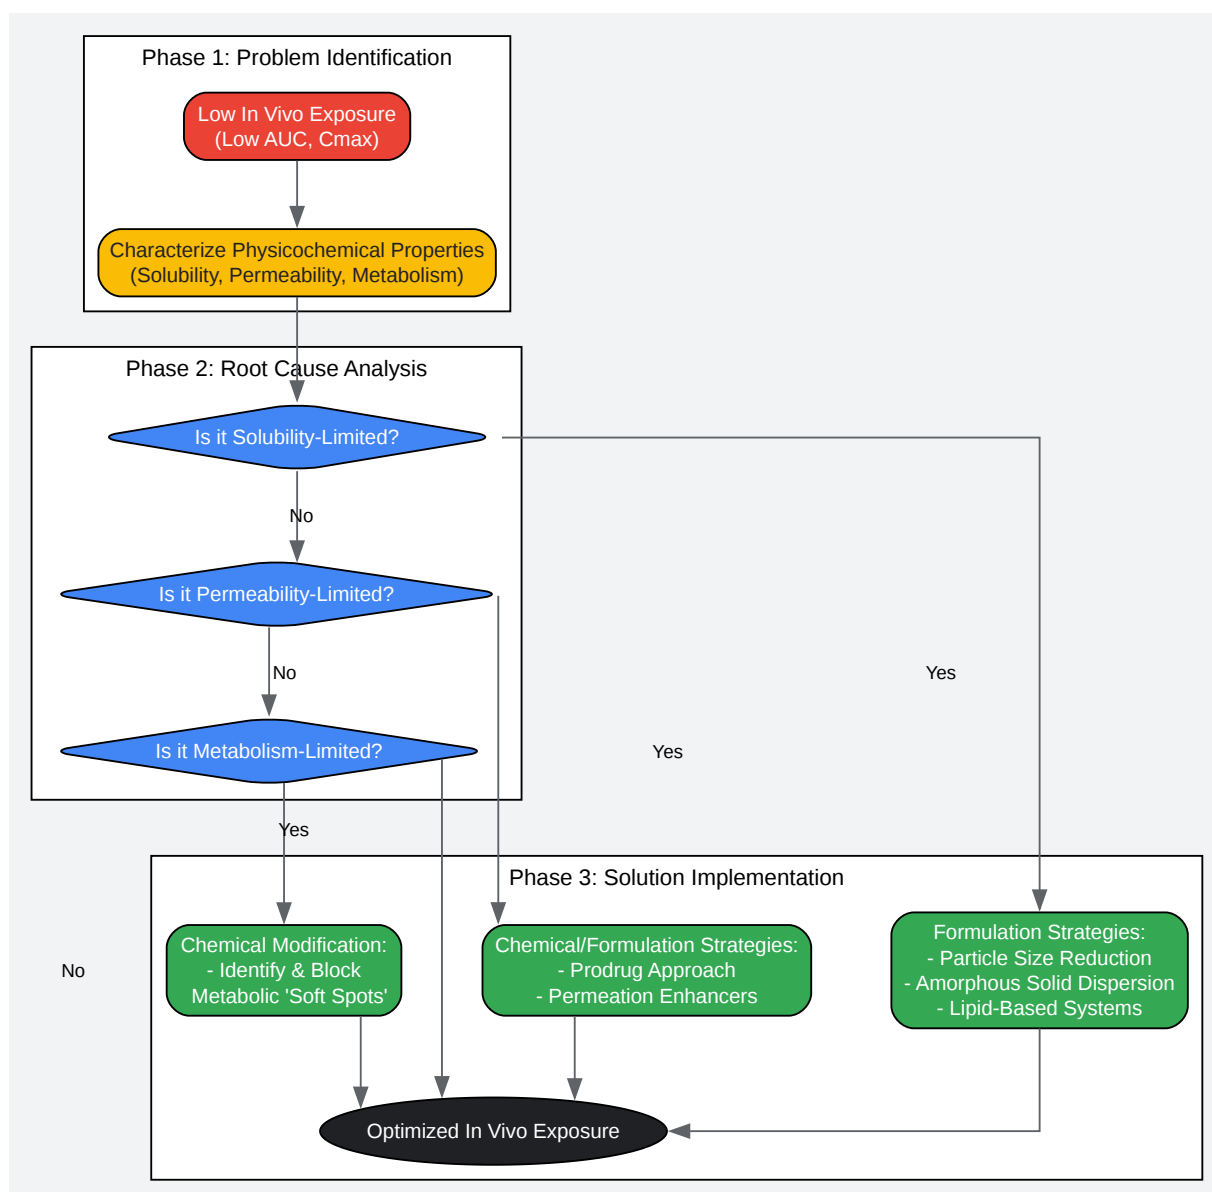 Phase 1: Problem Identification
Low In Vivo Exposure
(Low AUC, Cmax)
Characterize Physicochemical Properties
(Solubility, Permeability, Metabolism)
Phase 2: Root Cause Analysis
Is it Solubility-Limited?
No
Is it Permeability-Limited?
No
Yes
Is it Metabolism-Limited?
Yes
Yes
Phase 3: Solution Implementation
Chemical Modification:
- Identify & Block
Metabolic 'Soft Spots'
Chemical/Formulation Strategies:
- Prodrug Approach
- Permeation Enhancers
Formulation Strategies:
- Particle Size Reduction
- Amorphous Solid Dispersion
- Lipid-Based Systems
No
Optimized In Vivo Exposure